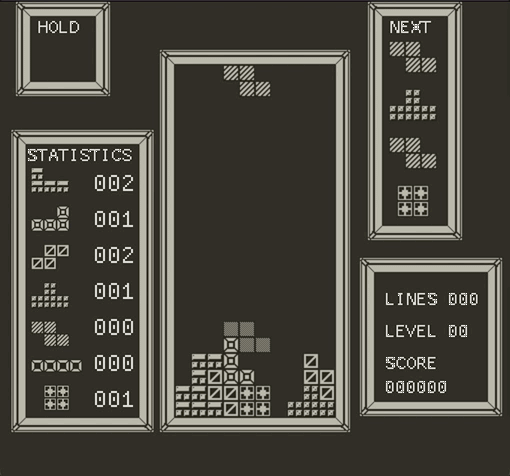 HOLD
NEXT
STATISTICS
002
001
002
001
000
000
001
LINES 000
LEVEL 00
SCORE
000000